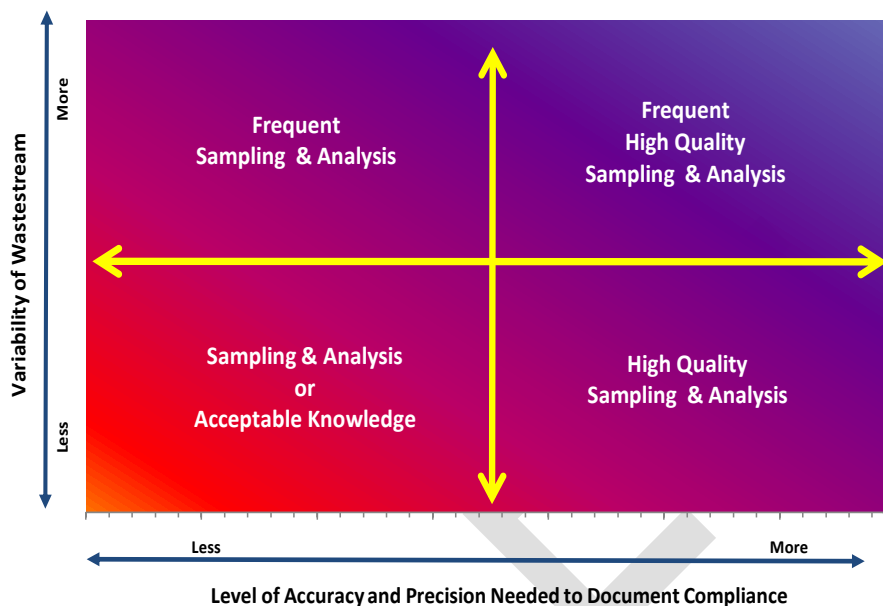 Variability of Wastestream
More
Less
Frequent
Sampling & Analysis
Frequent
High Quality
Sampling & Analysis
Sampling & Analysis
or
Acceptable Knowledge
High Quality
Sampling & Analysis
Less
More
Level of Accuracy and Precision Needed to Document Compliance